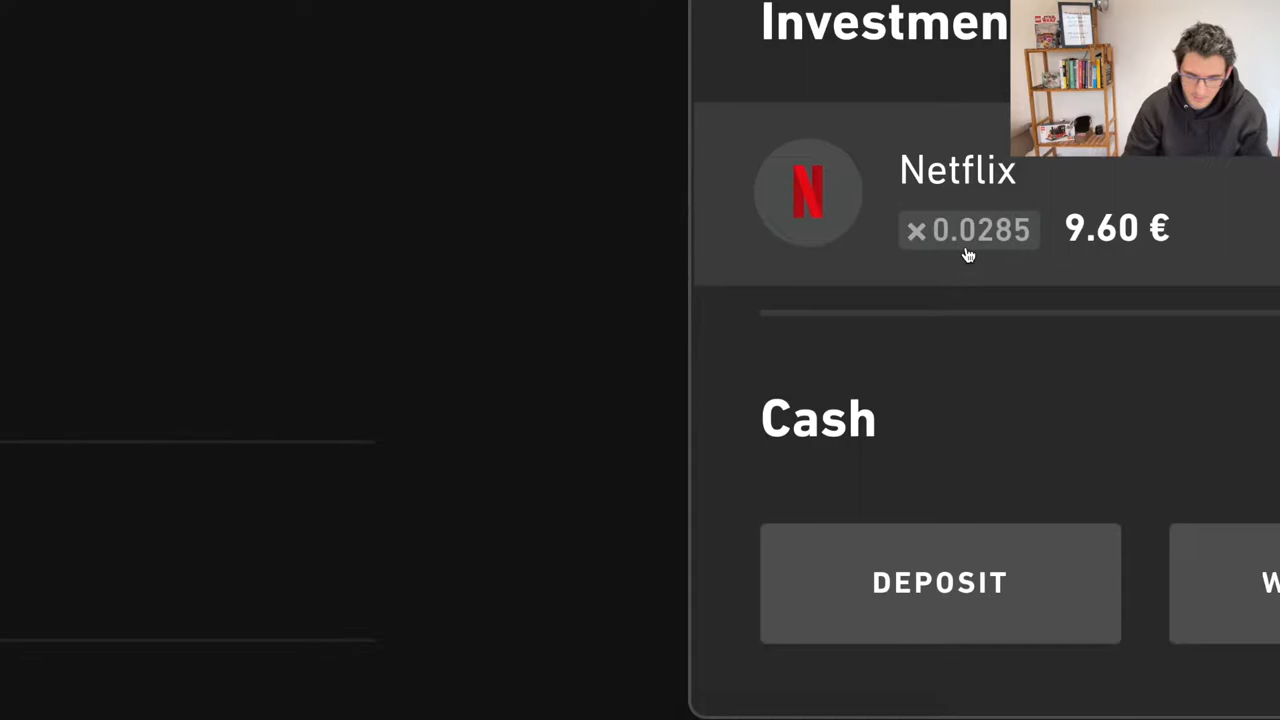 Investmen
Netflix
×0.0285 9.60 €
Cash
DEPOSIT
W